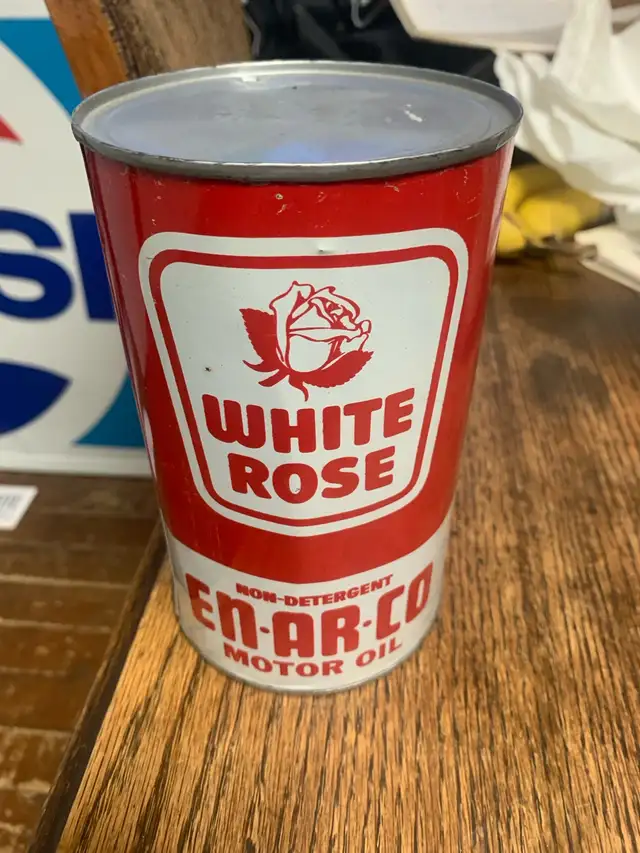 WHITE
ROSE
NON-DETERGENT
EN·AR·CO
MOTOR OIL